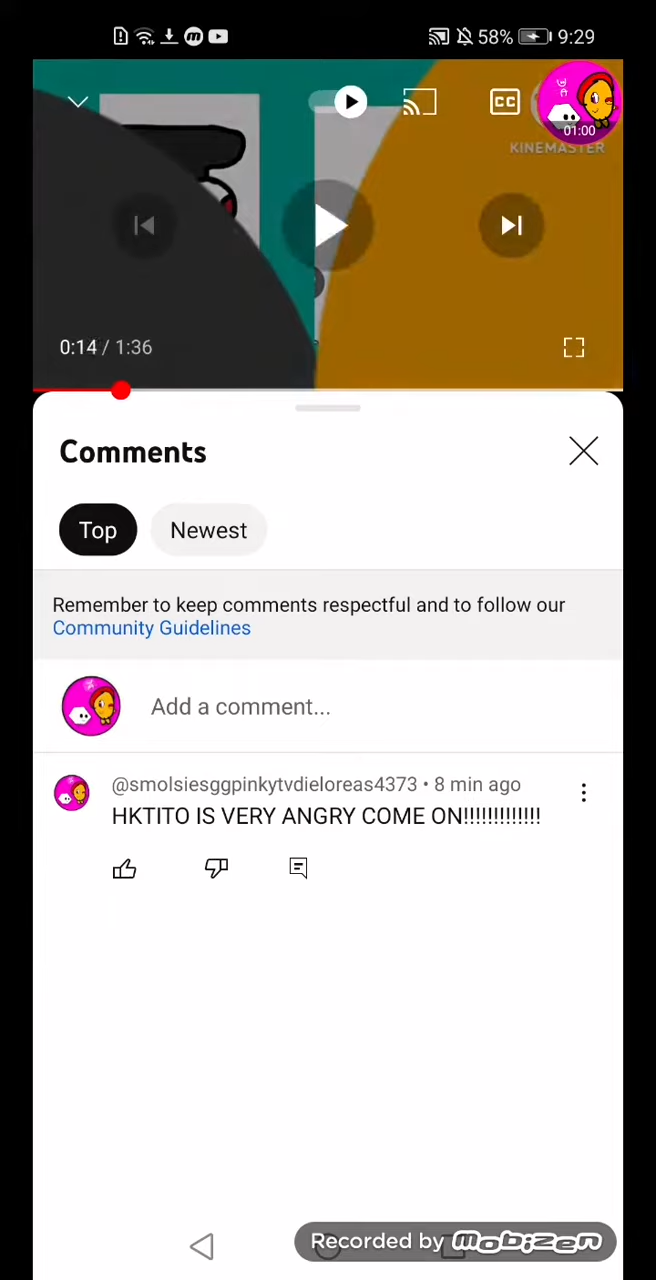 58% 9:29
CC
01:00
KINEMASTER
0:14 / 1:36
Comments
Top Newest
Remember to keep comments respectful and to follow our
Community Guidelines
Add a comment...
@smolsiesggpinkytvdieloreas4373 • 8 min ago
HKTITO IS VERY ANGRY COME ON!!!!!!!!!!!!!
Recorded by mobizen